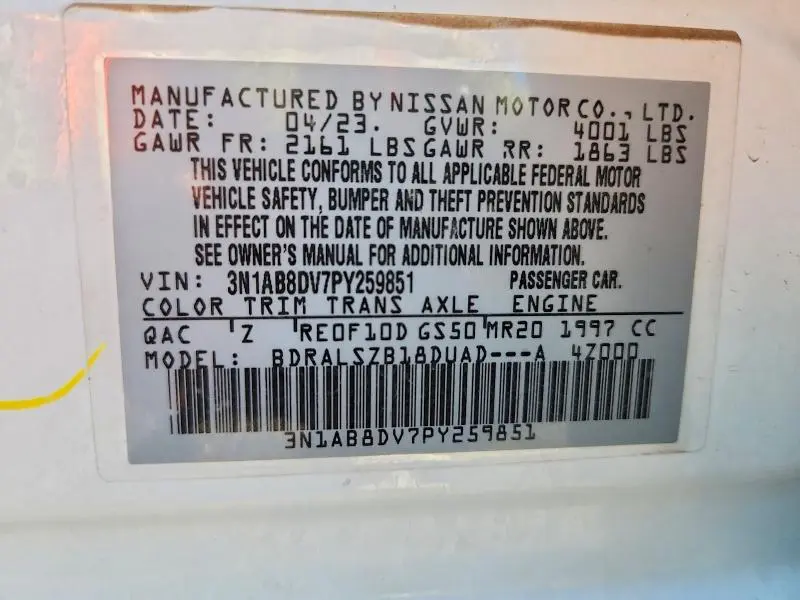 MANUFACTURED BY NISSAN MOTOR CO., LTD.
DATE: 04/23. GVWR: 4001 LBS
GAWR FR: 2161 LBS GAWR RR: 1863 LBS
THIS VEHICLE CONFORMS TO ALL APPLICABLE FEDERAL MOTOR
VEHICLE SAFETY, BUMPER AND THEFT PREVENTION STANDARDS
IN EFFECT ON THE DATE OF MANUFACTURE SHOWN ABOVE.
SEE OWNER'S MANUAL FOR ADDITIONAL INFORMATION.
VIN: 3N1AB8DV7PY259851 PASSENGER CAR.
COLOR TRIM TRANS AXLE ENGINE
QAC Z RE0F10D GS50 MR20 1997 CC
MODEL: BDRALSZB18DUAD---A 4Z000
3N1AB8DV7PY259851